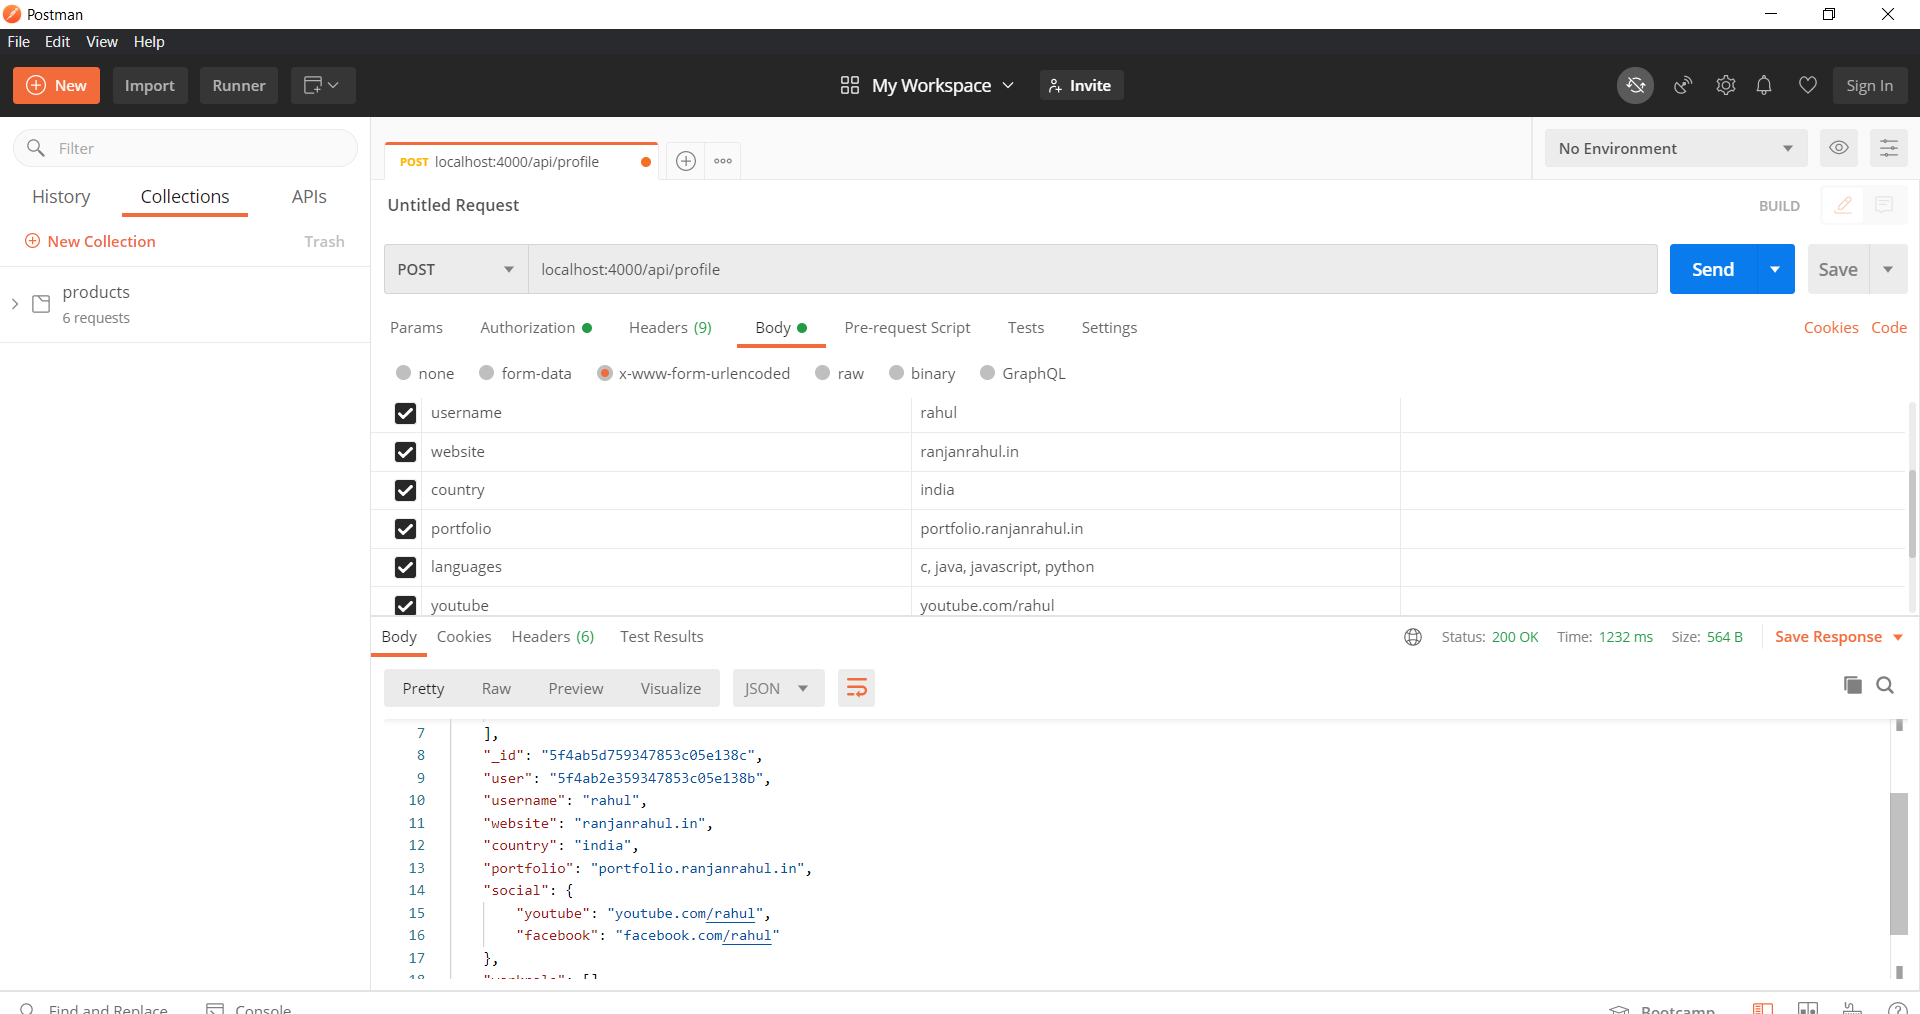 Postman
File Edit View Help
New Import Runner My Workspace Invite Sign In
Filter
History Collections APIs
New Collection Trash
products
6 requests
POST localhost:4000/api/profile No Environment
Untitled Request BUILD
POST localhost:4000/api/profile Send Save
Params Authorization Headers (9) Body Pre-request Script Tests Settings Cookies Code
none form-data x-www-form-urlencoded raw binary GraphQL
username rahul
website ranjanrahul.in
country india
portfolio portfolio.ranjanrahul.in
languages c, java, javascript, python
youtube youtube.com/rahul
Body Cookies Headers (6) Test Results Status: 200 OK Time: 1232 ms Size: 564 B Save Response
Pretty Raw Preview Visualize JSON
7 ],
8 "_id": "5f4ab5d759347853c05e138c",
9 "user": "5f4ab2e359347853c05e138b",
10 "username": "rahul",
11 "website": "ranjanrahul.in",
12 "country": "india",
13 "portfolio": "portfolio.ranjanrahul.in",
14 "social": {
15 "youtube": "youtube.com/rahul",
16 "facebook": "facebook.com/rahul"
17 },
18
Find and Replace Console Bootcamp